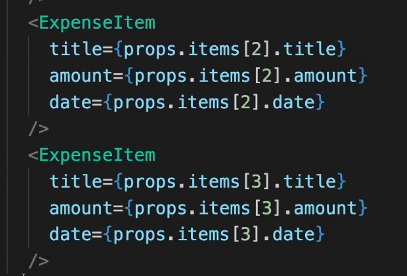 />
<ExpenseItem
title={props.items[2].title}
amount={props.items[2].amount}
date={props.items[2].date}
/>
<ExpenseItem
title={props.items[3].title}
amount={props.items[3].amount}
date={props.items[3].date}
/>